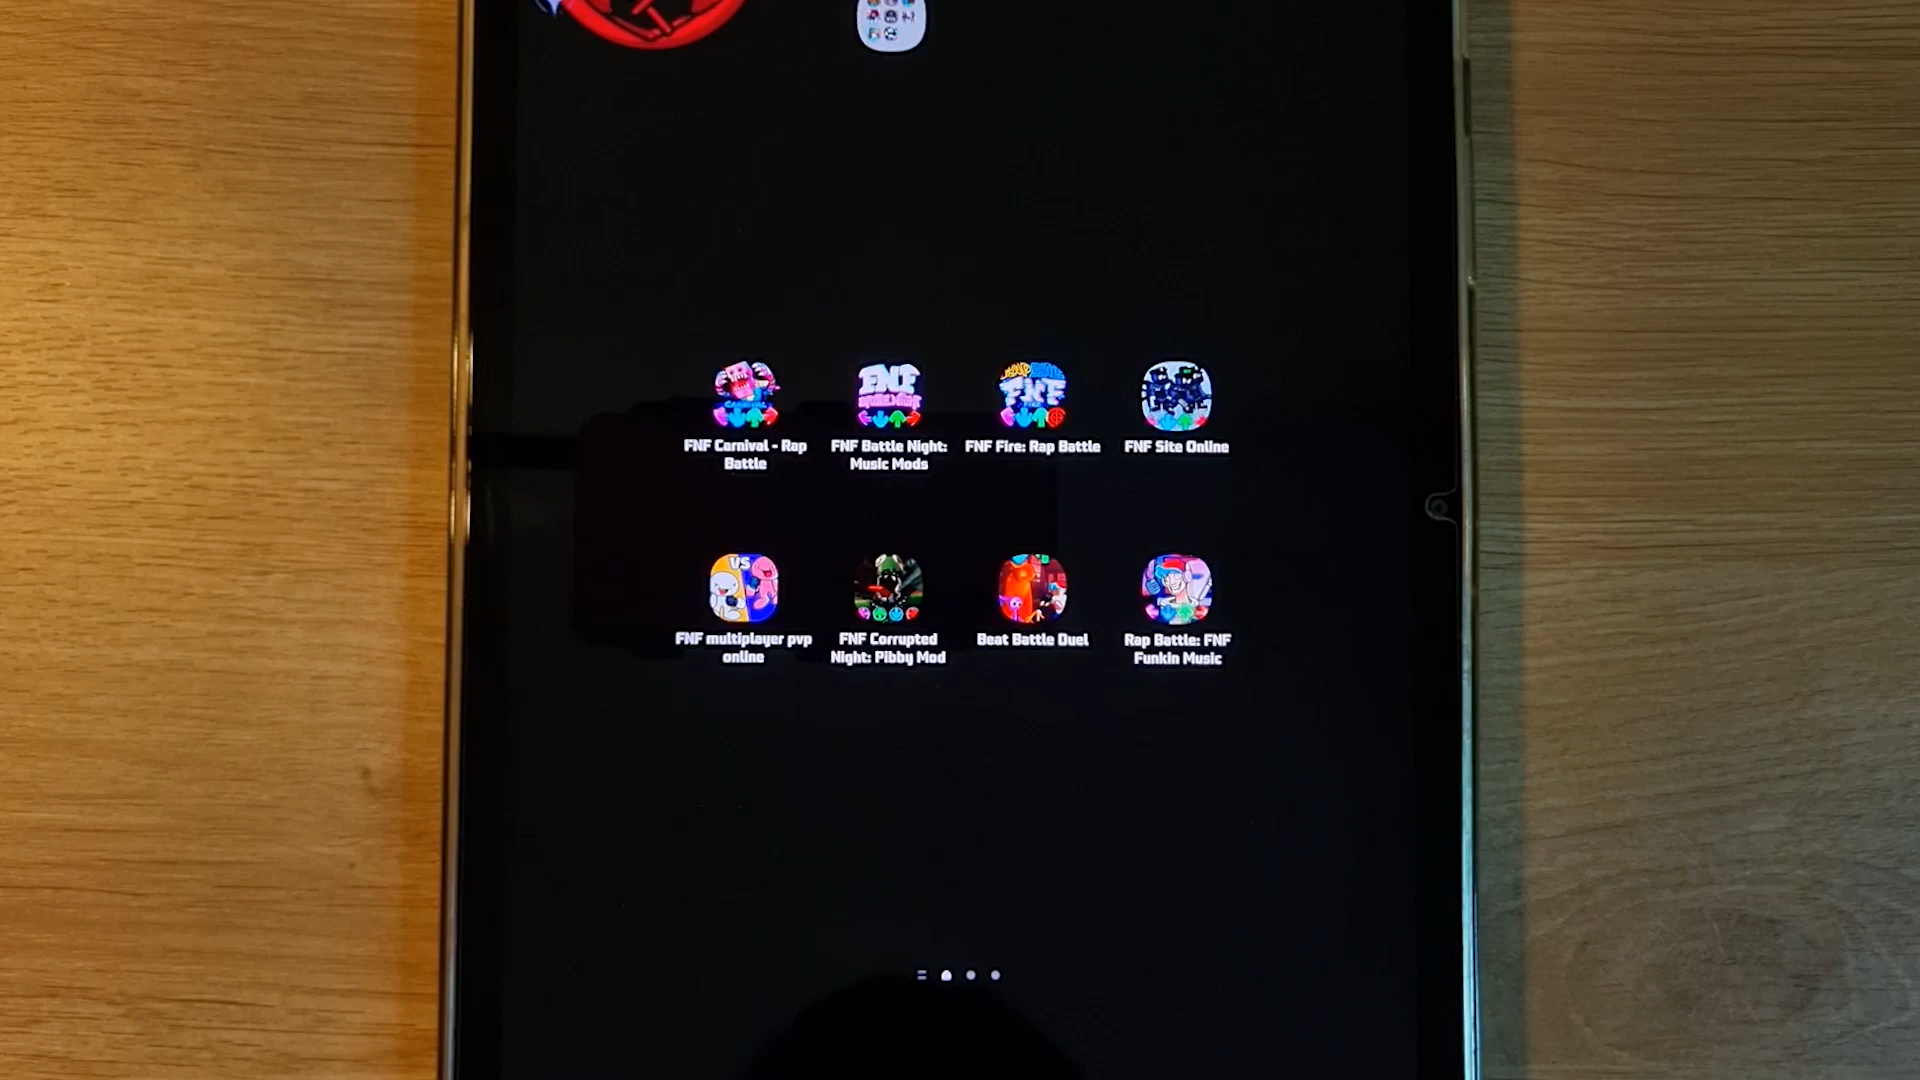 FNF Carnival - Rap
Battle
FNF Battle Night:
Music Mods
FNF Fire: Rap Battle
FNF Site Online
VS
FNF multiplayer pvp
online
FNF Corrupted
Night: Pibby Mod
Beat Battle Duel
Rap Battle: FNF
Funkin Music